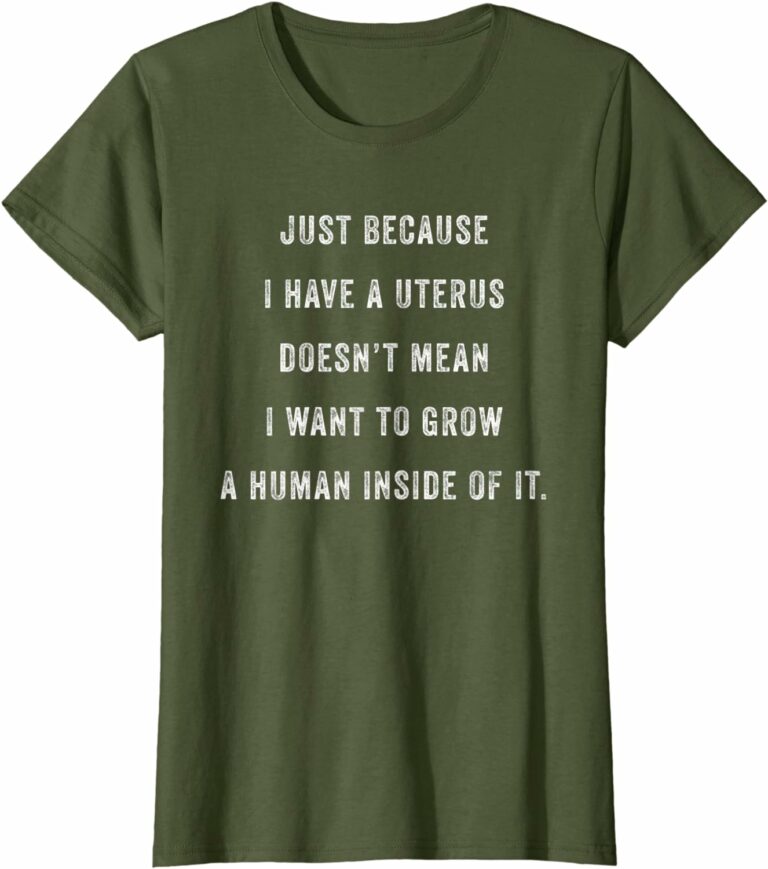 JUST BECAUSE
I HAVE A UTERUS
DOESN'T MEAN
I WANT TO GROW
A HUMAN INSIDE OF IT.